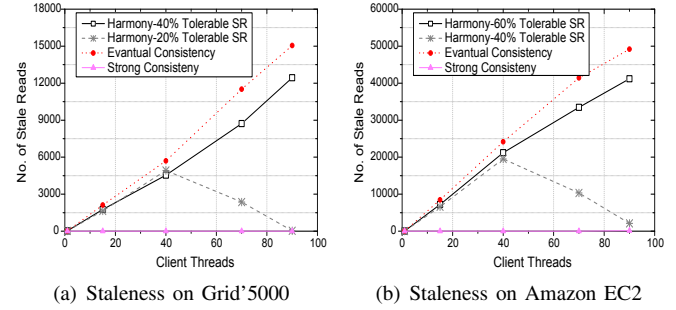 18000
15000
12000
9000
6000
3000
0
No. of Stale Reads
Harmony-40% Tolerable SR
Harmony-20% Tolerable SR
Evantual Consistency
Strong Consisteny
0 20 40 60 80 100
Client Threads
(a) Staleness on Grid'5000
60000
50000
40000
30000
20000
10000
0
No. of Stale Reads
Harmony-60% Tolerable SR
Harmony-40% Tolerable SR
Evantual Consistency
Strong Consisteny
0 20 40 60 80 100
Client Threads
(b) Staleness on Amazon EC2